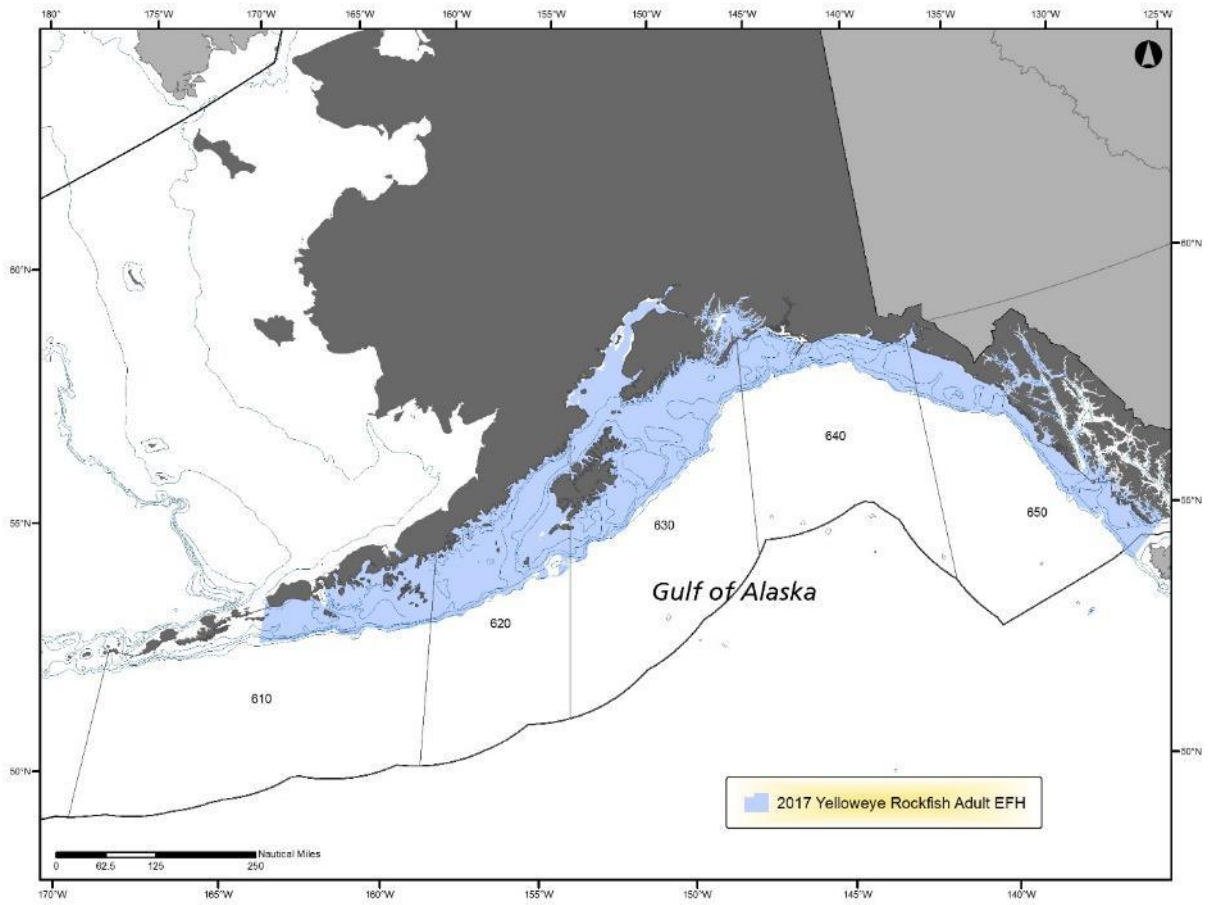 180° 175°W 170°W 165°W 160°W 155°W 150°W 145°W 140°W 135°W 130°W 125°W
60°N 60°N
640
55°N 55°N
630 650
Gulf of Alaska
620
610
50°N 50°N
2017 Yelloweye Rockfish Adult EFH
Nautical Miles
0 62.5 125 250
170°W 165°W 160°W 155°W 150°W 145°W 140°W